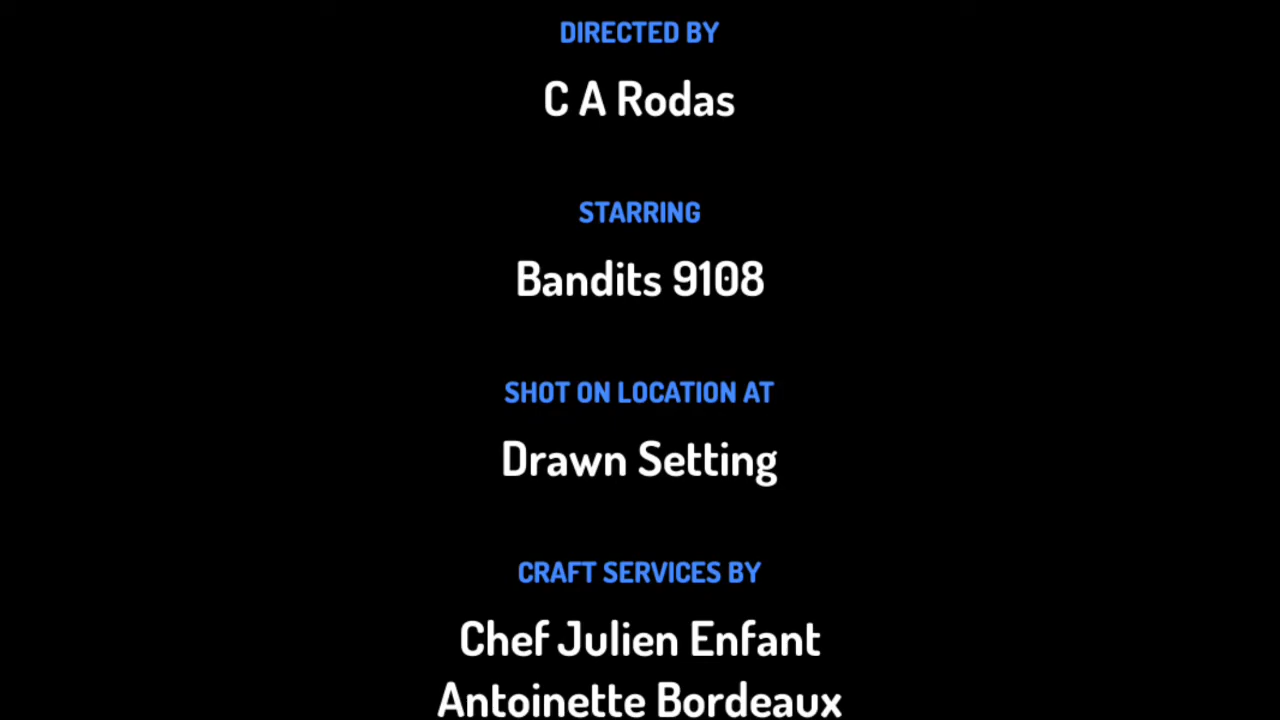 DIRECTED BY
C A Rodas
STARRING
Bandits 9108
SHOT ON LOCATION AT
Drawn Setting
CRAFT SERVICES BY
Chef Julien Enfant
Antoinette Bordeaux